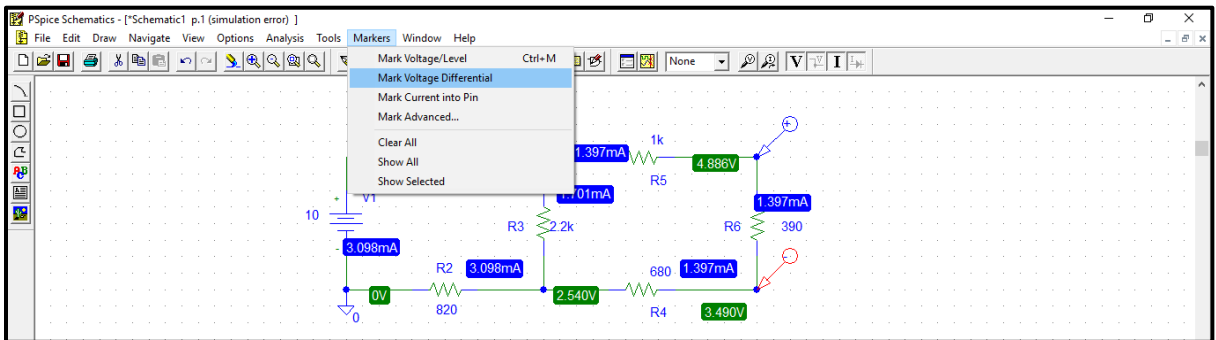 PSpice Schematics - [*Schematic1 p.1 (simulation error) ]
File Edit Draw Navigate View Options Analysis Tools Markers Window Help
None V I
Mark Voltage/Level Ctrl+M
Mark Voltage Differential
Mark Current into Pin
Mark Advanced...
Clear All
Show All
Show Selected
+
1k
1.397mA
4.886V
R5
+
V1
1.701mA
1.397mA
10
R3 2.2k
R6 390
-
3.098mA
-
R2 3.098mA
680 1.397mA
0V
2.540V
820
R4
3.490V
0